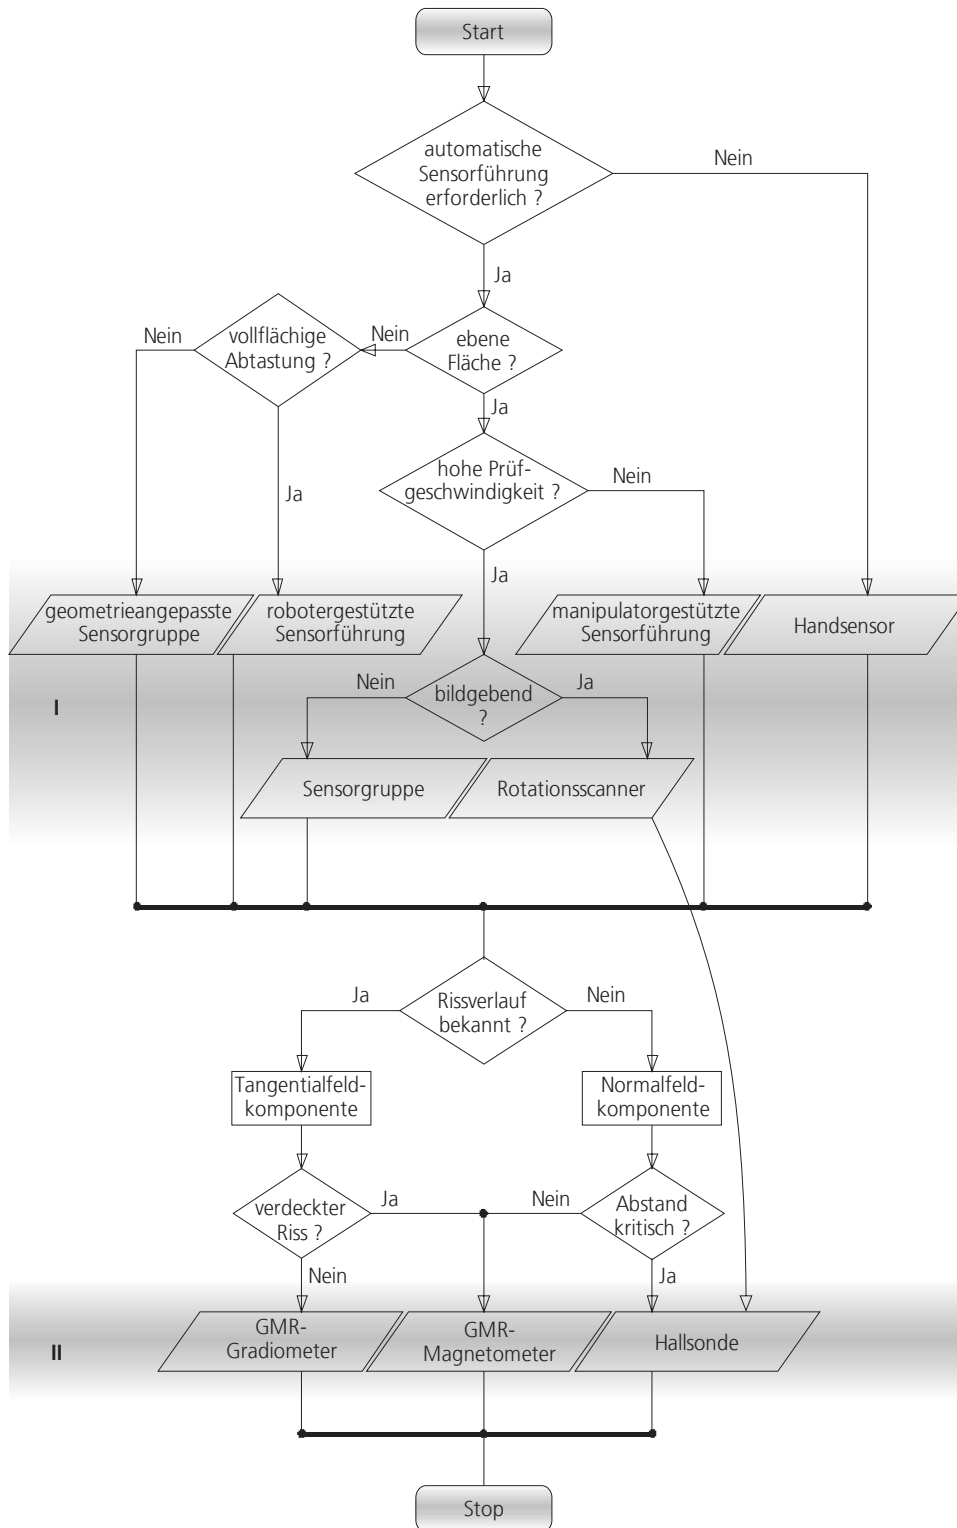 Start
automatische
Sensorführung
erforderlich ?
Nein
Ja
Nein
vollflächige
Abtastung ?
Nein
ebene
Fläche ?
Ja
Ja
hohe Prüf-
geschwindigkeit ?
Nein
Ja
geometrieangepasste
Sensorgruppe
robotergestützte
Sensorführung
manipulatorgestützte
Sensorführung
Handsensor
I
Nein
bildgebend
?
Ja
Sensorgruppe
Rotationsscanner
Ja
Rissverlauf
bekannt ?
Nein
Tangentialfeld-
komponente
Normalfeld-
komponente
verdeckter
Riss ?
Ja
Nein
Abstand
kritisch ?
Nein
Ja
II
GMR-
Gradiometer
GMR-
Magnetometer
Hallsonde
Stop